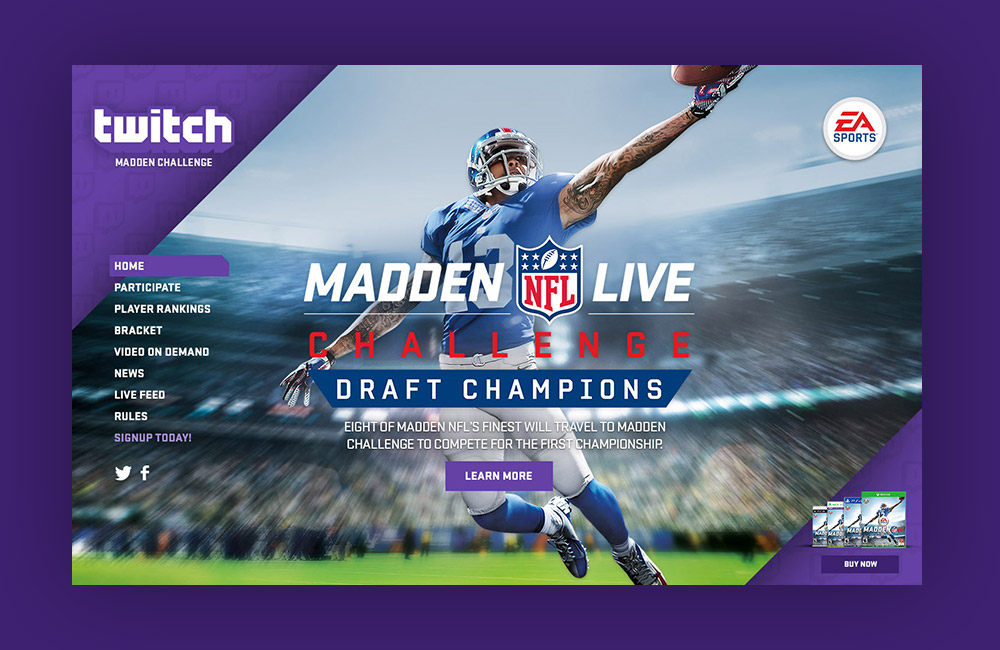 twitch
MADDEN CHALLENGE
HOME
PARTICIPATE
PLAYER RANKINGS
BRACKET
VIDEO ON DEMAND
NEWS
LIVE FEED
RULES
SIGNUP TODAY!
EA
SPORTS
13
MADDEN NFL LIVE
CHALLENGE
DRAFT CHAMPIONS
EIGHT OF MADDEN NFL'S FINEST WILL TRAVEL TO MADDEN
CHALLENGE TO COMPETE FOR THE FIRST CHAMPIONSHIP.
LEARN MORE
MADDEN
BUY NOW